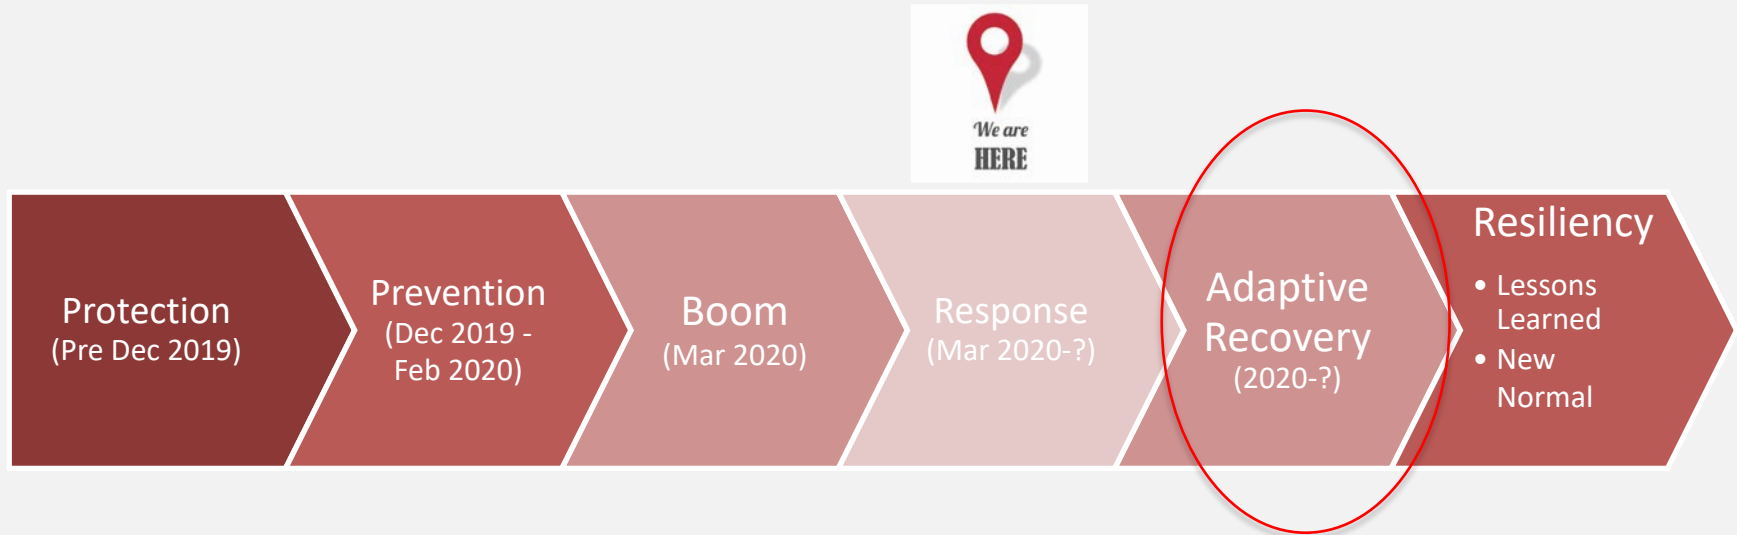 We are
HERE
Protection
(Pre Dec 2019)
Prevention
(Dec 2019 -
Feb 2020)
Boom
(Mar 2020)
Response
(Mar 2020-?)
Adaptive
Recovery
(2020-?)
Resiliency
• Lessons
Learned
• New
Normal